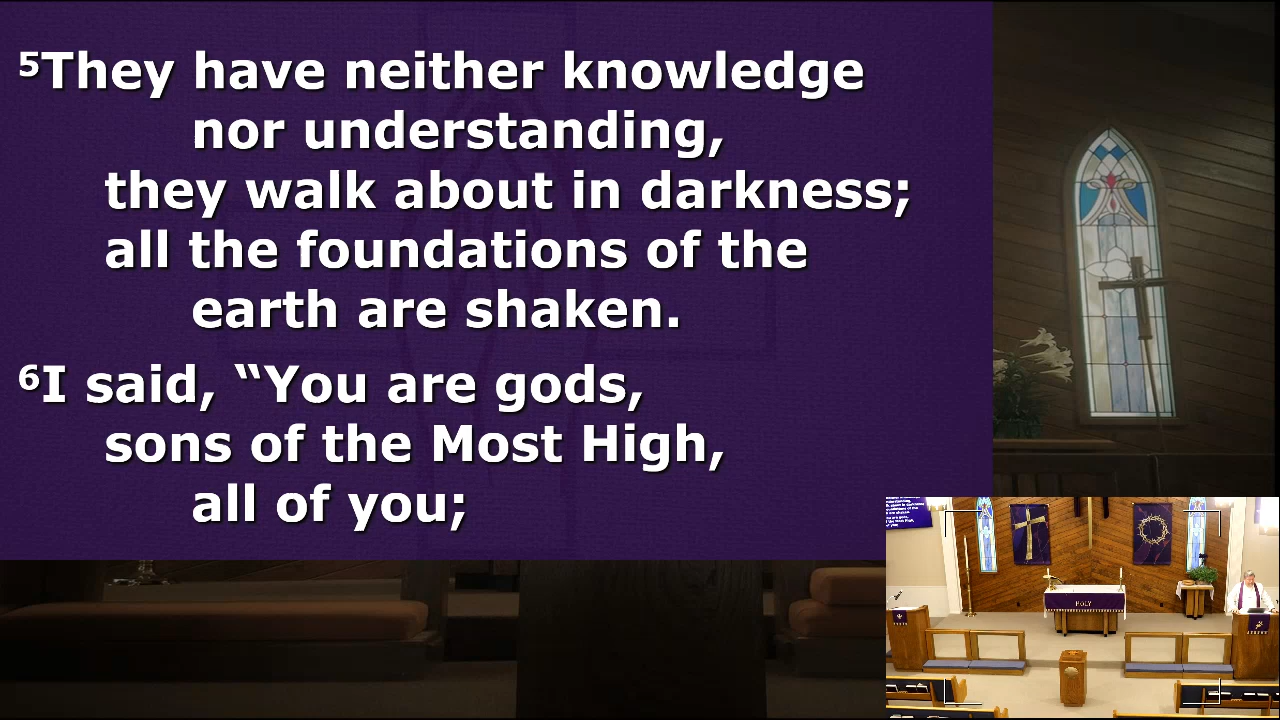 ⁵They have neither knowledge
nor understanding,
they walk about in darkness;
all the foundations of the
earth are shaken.
⁶I said, “You are gods,
sons of the Most High,
all of you;
HOLY